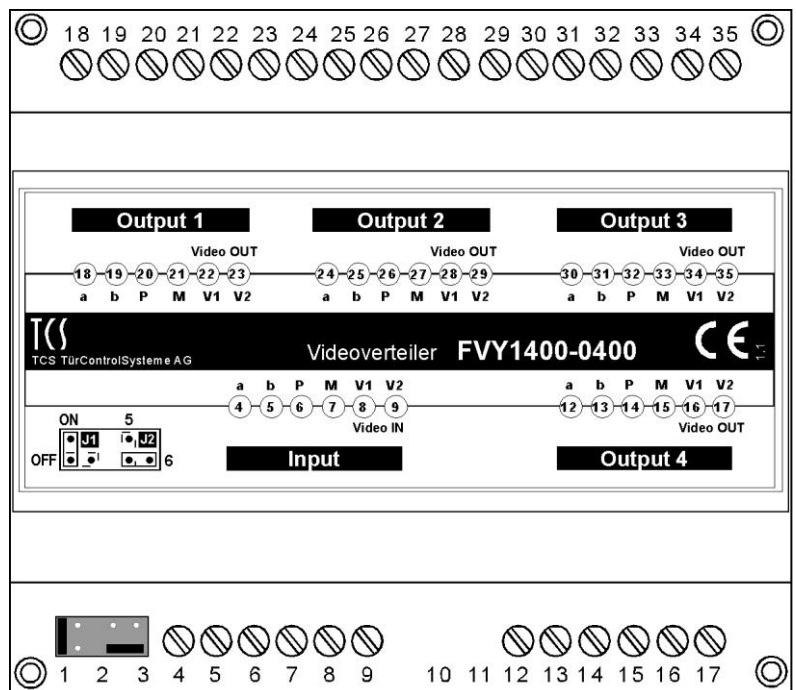 18 19 20 21 22 23 24 25 26 27 28 29 30 31 32 33 34 35
Output 1 Output 2 Output 3
Video OUT Video OUT Video OUT
18 19 20 21 22 23 24 25 26 27 28 29 30 31 32 33 34 35
a b P M V1 V2 a b P M V1 V2 a b P M V1 V2
TCS
TCS TürControlSysteme AG Videoverteiler FVY1400-0400 CE 1.1
a b P M V1 V2 a b P M V1 V2
4 5 6 7 8 9 12 13 14 15 16 17
Video IN Video OUT
ON 5
J1 J2
OFF 6
Input Output 4
1 2 3 4 5 6 7 8 9 10 11 12 13 14 15 16 17